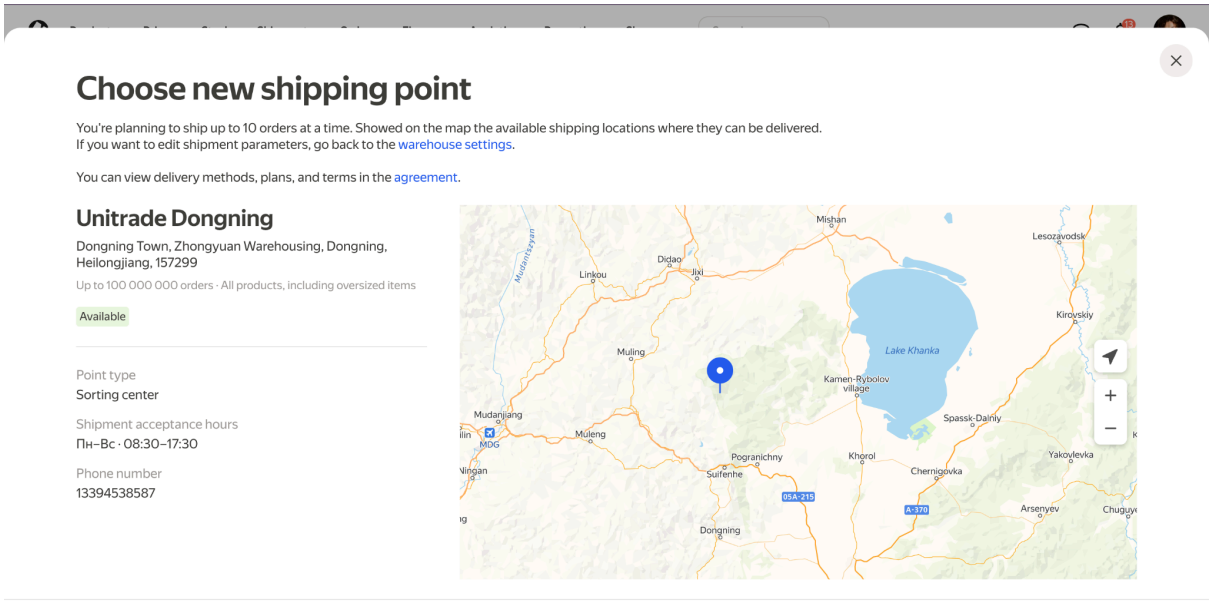 13
Choose new shipping point
You're planning to ship up to 10 orders at a time. Showed on the map the available shipping locations where they can be delivered.
If you want to edit shipment parameters, go back to the warehouse settings.
You can view delivery methods, plans, and terms in the agreement.
Unitrade Dongning
Dongning Town, Zhongyuan Warehousing, Dongning,
Heilongjiang, 157299
Up to 100 000 000 orders · All products, including oversized items
Available
Point type
Sorting center
Shipment acceptance hours
Пн–Вс · 08:30–17:30
Phone number
13394538587
Mishan
Lesozavodsk
Mudantszyan
Didao
Jixi
Linkou
Kirovskiy
Lake Khanka
Muling
Kamen-Rybolov
village
+
Mudanjiang
Spassk-Dalniy
−
MDG
Muleng
Pogranichny
Khorol
Yakovlevka
Suifenhe
Chernigovka
05A-215
A-370
Arsenyev
Dongning